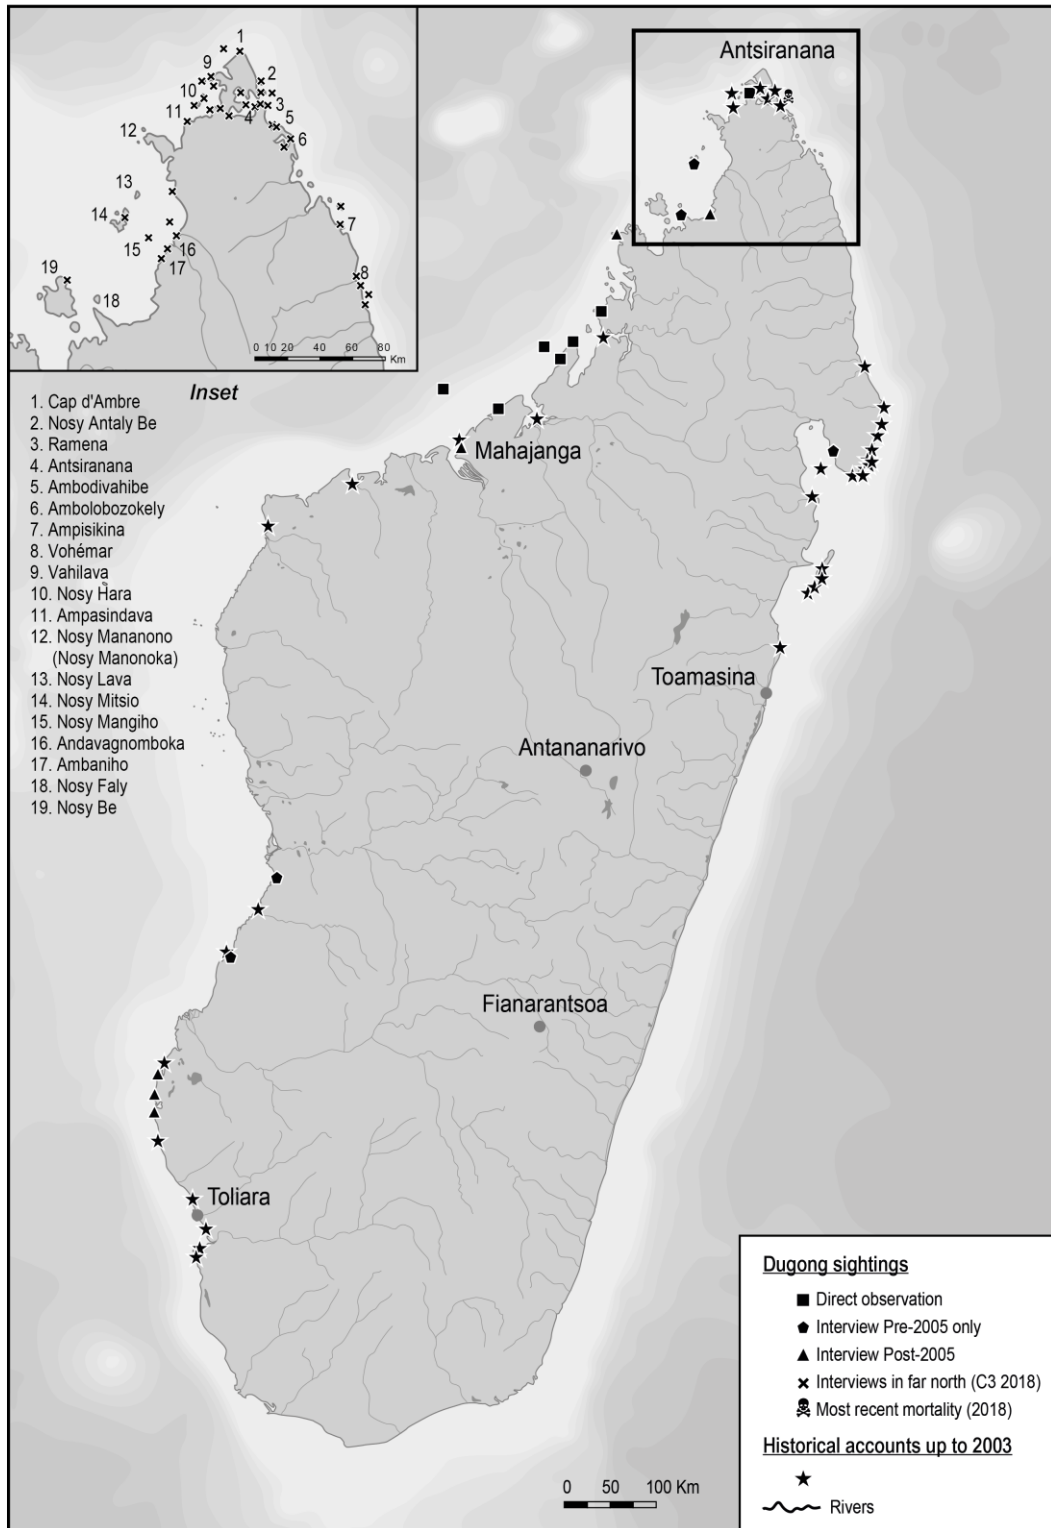 1
2
9
10
3
4
5
11
6
12
13
14
7
15
16
17
8
19
18
0 10 20 40 60 80
Km
Inset
1. Cap d'Ambre
2. Nosy Antaly Be
3. Ramena
4. Antsiranana
5. Ambodivahibe
6. Ambolobozokely
7. Ampisikina
8. Vohémar
9. Vahilava
10. Nosy Hara
11. Ampasindava
12. Nosy Mananono
(Nosy Manonoka)
13. Nosy Lava
14. Nosy Mitsio
15. Nosy Mangiho
16. Andavagnomboka
17. Ambaniho
18. Nosy Faly
19. Nosy Be
Antsiranana
Mahajanga
Toamasina
Antananarivo
Fianarantsoa
Toliara
0 50 100 Km
Dugong sightings
Direct observation
Interview Pre-2005 only
Interview Post-2005
Interviews in far north (C3 2018)
Most recent mortality (2018)
Historical accounts up to 2003
Rivers